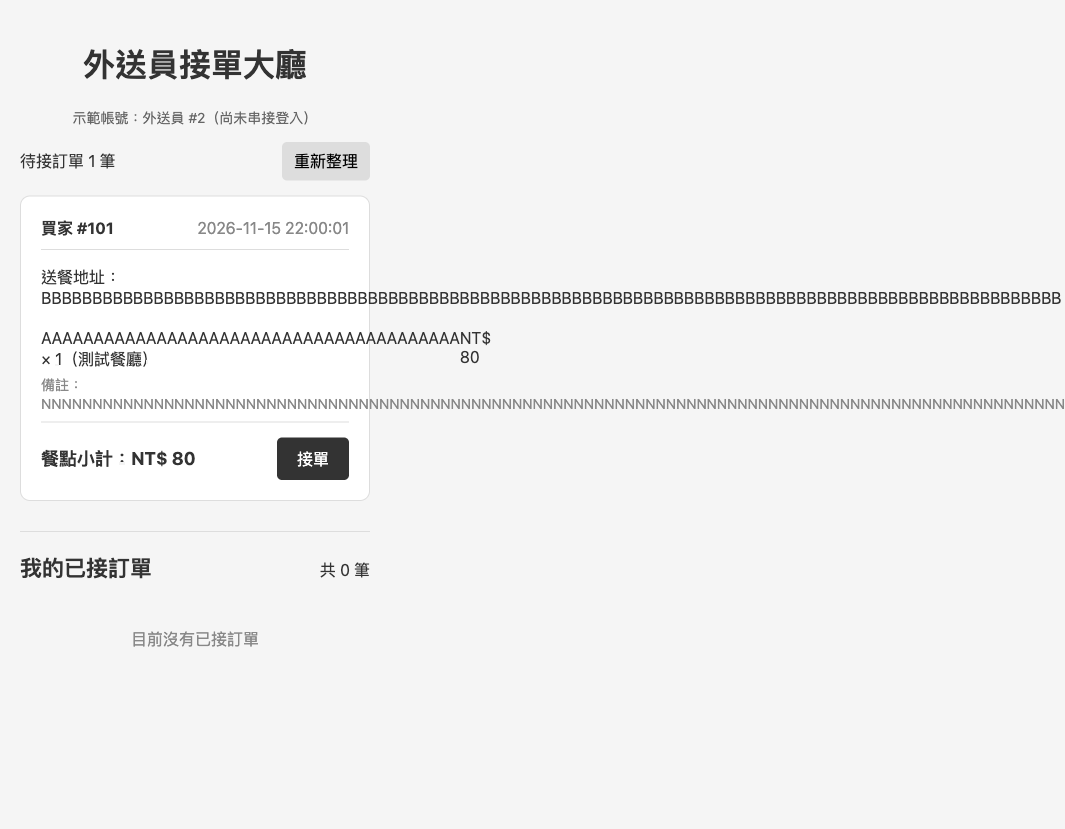 外送員接單大廳
示範帳號：外送員 #2（尚未串接登入）
待接訂單 1 筆
重新整理
買家 #101
2026-11-15 22:00:01
送餐地址：
BBBBBBBBBBBBBBBBBBBBBBBBBBBBBBBBBBBBBBBBBBBBBBBBBBBBBBBBBBBBBBBBBBBBBBBBBBBBBBBBBBBBBBBBBBBBBBBBBBBB
AAAAAAAAAAAAAAAAAAAAAAAAAAAAAAAAAAAAAAAA
× 1（測試餐廳）
NT$
80
備註：
NNNNNNNNNNNNNNNNNNNNNNNNNNNNNNNNNNNNNNNNNNNNNNNNNNNNNNNNNNNNNNNNNNNNNNNNNNNNNNNNNNNNNNNNNNNNNNNNNNNN
餐點小計：NT$ 80
接單
我的已接訂單
共 0 筆
目前沒有已接訂單